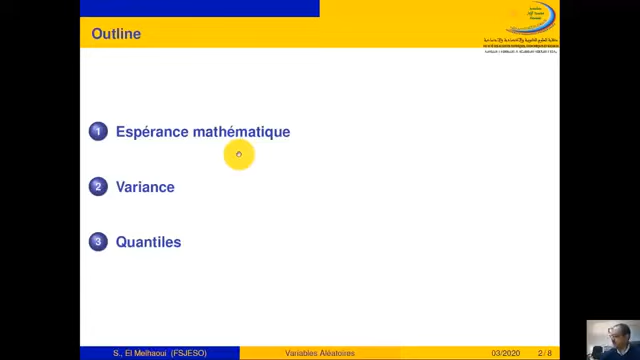 Outline
1 Espérance mathématique
2 Variance
3 Quantiles
S., El Melhaoui (FSJESO)
Variables Aléatoires
03/2020
2 / 8